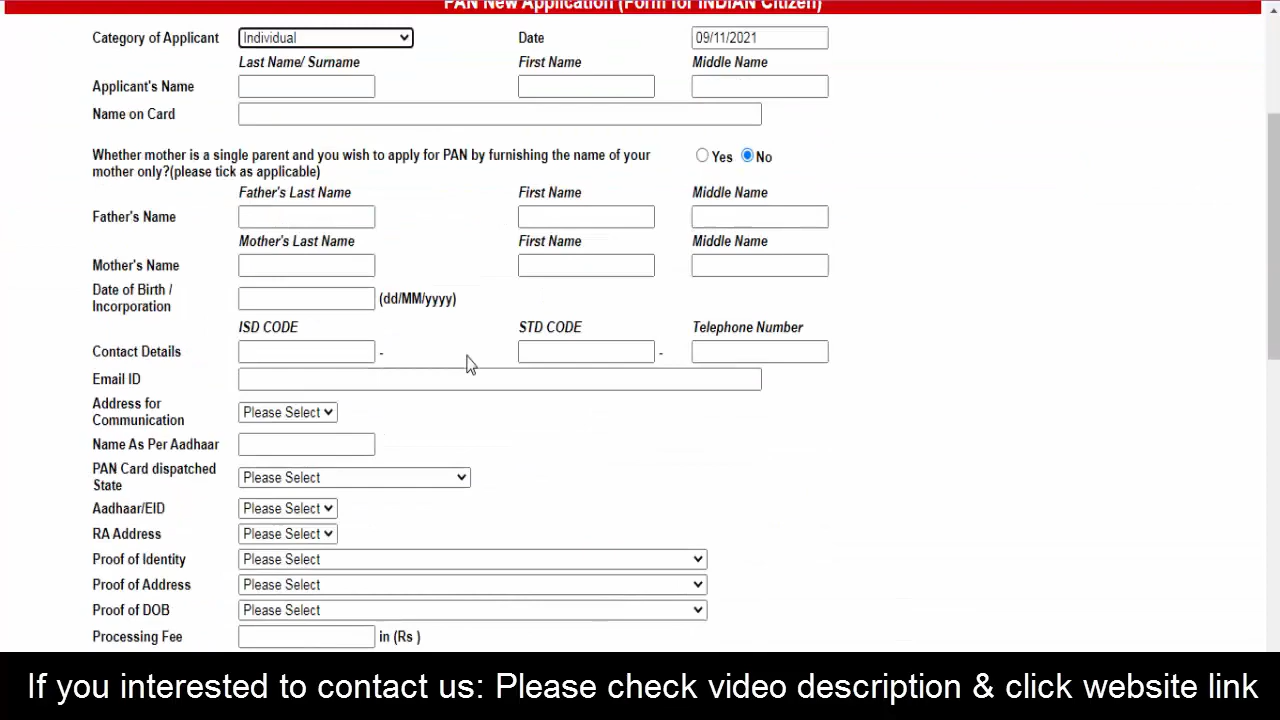 PAN New Application (Form for INDIAN Citizen)
Category of Applicant Individual Date 09/11/2021
Last Name/ Surname First Name Middle Name
Applicant's Name
Name on Card
Whether mother is a single parent and you wish to apply for PAN by furnishing the name of your Yes No
mother only?(please tick as applicable)
Father's Last Name First Name Middle Name
Father's Name
Mother's Last Name First Name Middle Name
Mother's Name
Date of Birth /
Incorporation (dd/MM/yyyy)
ISD CODE STD CODE Telephone Number
Contact Details - -
Email ID
Address for
Communication Please Select
Name As Per Aadhaar
PAN Card dispatched
State Please Select
Aadhaar/EID Please Select
RA Address Please Select
Proof of Identity Please Select
Proof of Address Please Select
Proof of DOB Please Select
Processing Fee in (Rs )
If you interested to contact us: Please check video description & click website link